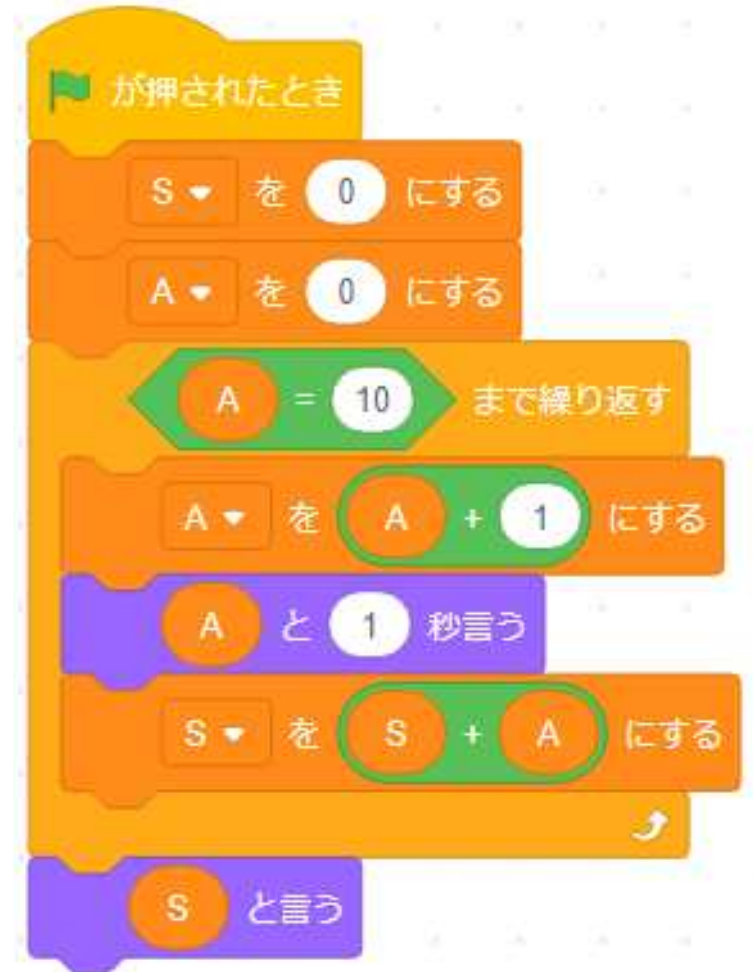 が押されたとき
S を 0 にする
A を 0 にする
A = 10 まで繰り返す
A を A + 1 にする
A と 1 秒言う
S を S + A にする
S と言う